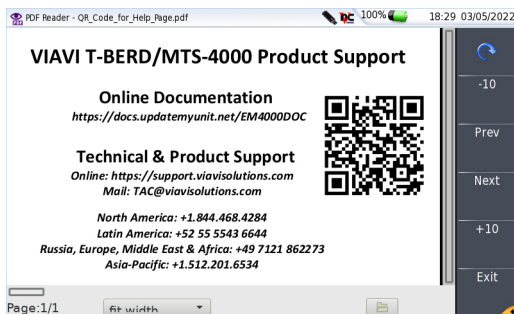 PDF Reader - QR_Code_for_Help_Page.pdf
100%
18:29 03/05/2022
VIAVI T-BERD/MTS-4000 Product Support
Online Documentation
https://docs.updatemyunit.net/EM4000DOC
Technical & Product Support
Online: https://support.viavisolutions.com
Mail: TAC@viavisolutions.com
North America: +1.844.468.4284
Latin America: +52 55 5543 6644
Russia, Europe, Middle East & Africa: +49 7121 862273
Asia-Pacific: +1.512.201.6534
-10
Prev
Next
+10
Exit
Page:1/1
fit width